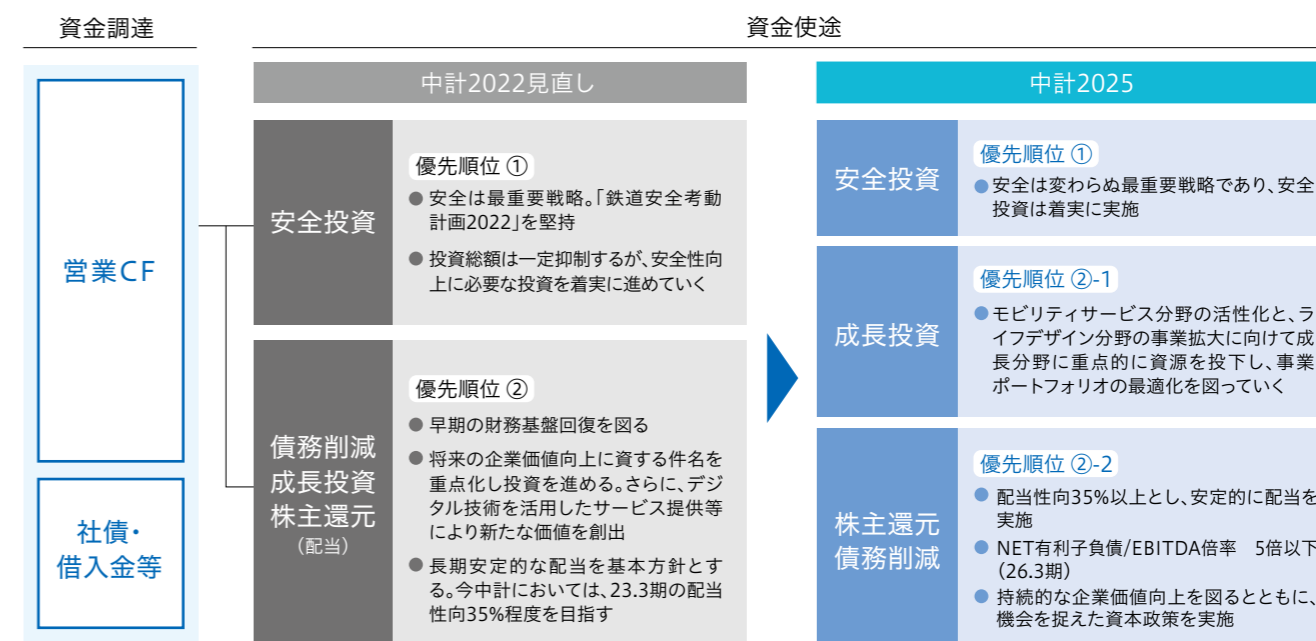 資金調達
資金使途
営業CF
社債・
借入金等
中計2022見直し
安全投資
優先順位 ①
● 安全は最重要戦略。「鉄道安全考動
計画2022」を堅持
● 投資総額は一定抑制するが、安全性向
上に必要な投資を着実に進めていく
債務削減
成長投資
株主還元
(配当)
優先順位 ②
● 早期の財務基盤回復を図る
● 将来の企業価値向上に資する件名を
重点化し投資を進める。さらに、デジ
タル技術を活用したサービス提供等
により新たな価値を創出
● 長期安定的な配当を基本方針とす
る。今中計においては、23.3期の配当
性向35%程度を目指す
中計2025
安全投資
優先順位 ①
● 安全は変わらぬ最重要戦略であり、安全
投資は着実に実施
成長投資
優先順位 ②-1
● モビリティサービス分野の活性化と、ラ
イフデザイン分野の事業拡大に向けて成
長分野に重点的に資源を投下し、事業
ポートフォリオの最適化を図っていく
株主還元
債務削減
優先順位 ②-2
● 配当性向35%以上とし、安定的に配当を
実施
● NET有利子負債/EBITDA倍率　5倍以下
(26.3期)
● 持続的な企業価値向上を図るとともに、
機会を捉えた資本政策を実施